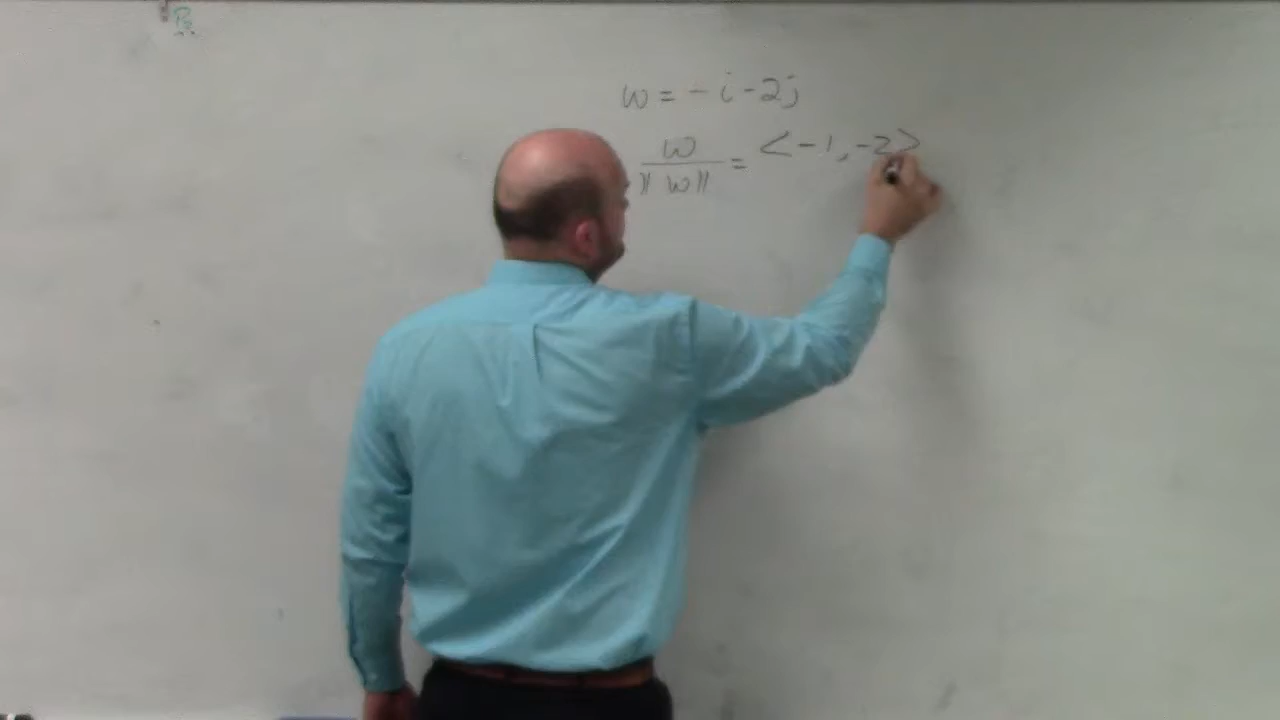 w = -i - 2j
w / ||w|| = <-1, -2>